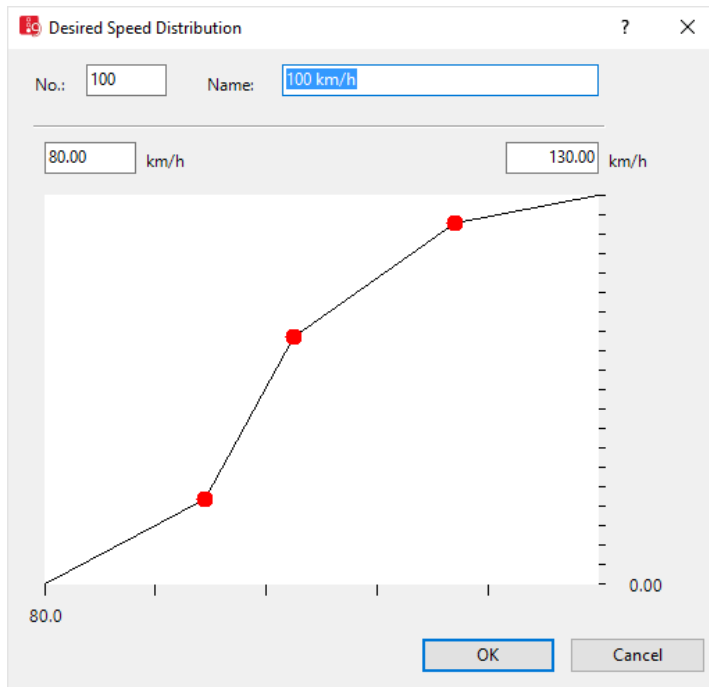 Desired Speed Distribution
No.: 100 Name: 100 km/h
80.00 km/h 130.00 km/h
0.00
80.0
OK Cancel